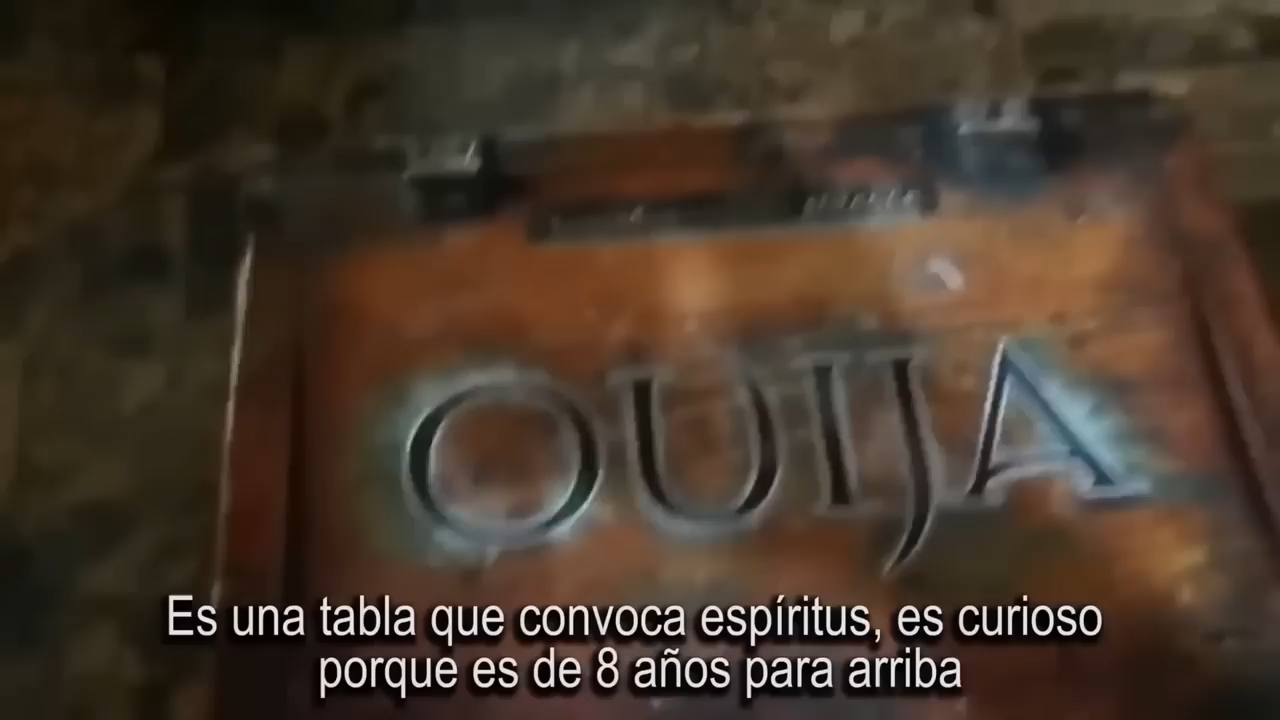 OUIJA
Es una tabla que convoca espíritus, es curioso
porque es de 8 años para arriba